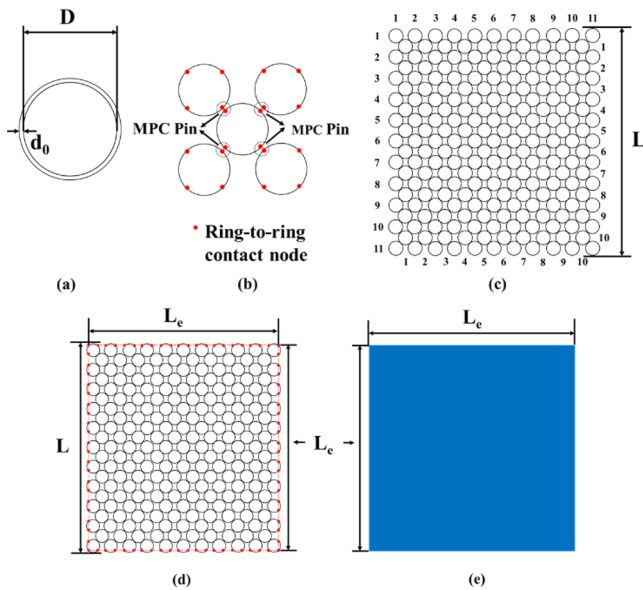 D
d0
(a)
MPC Pin
MPC Pin
• Ring-to-ring
contact node
(b)
1 2 3 4 5 6 7 8 9 10 11
1
2
3
4
5
6
7
8
9
10
11
1
2
3
4
5
6
7
8
9
10
1 2 3 4 5 6 7 8 9 10
L
(c)
Le
L
Le
(d)
Le
(e)